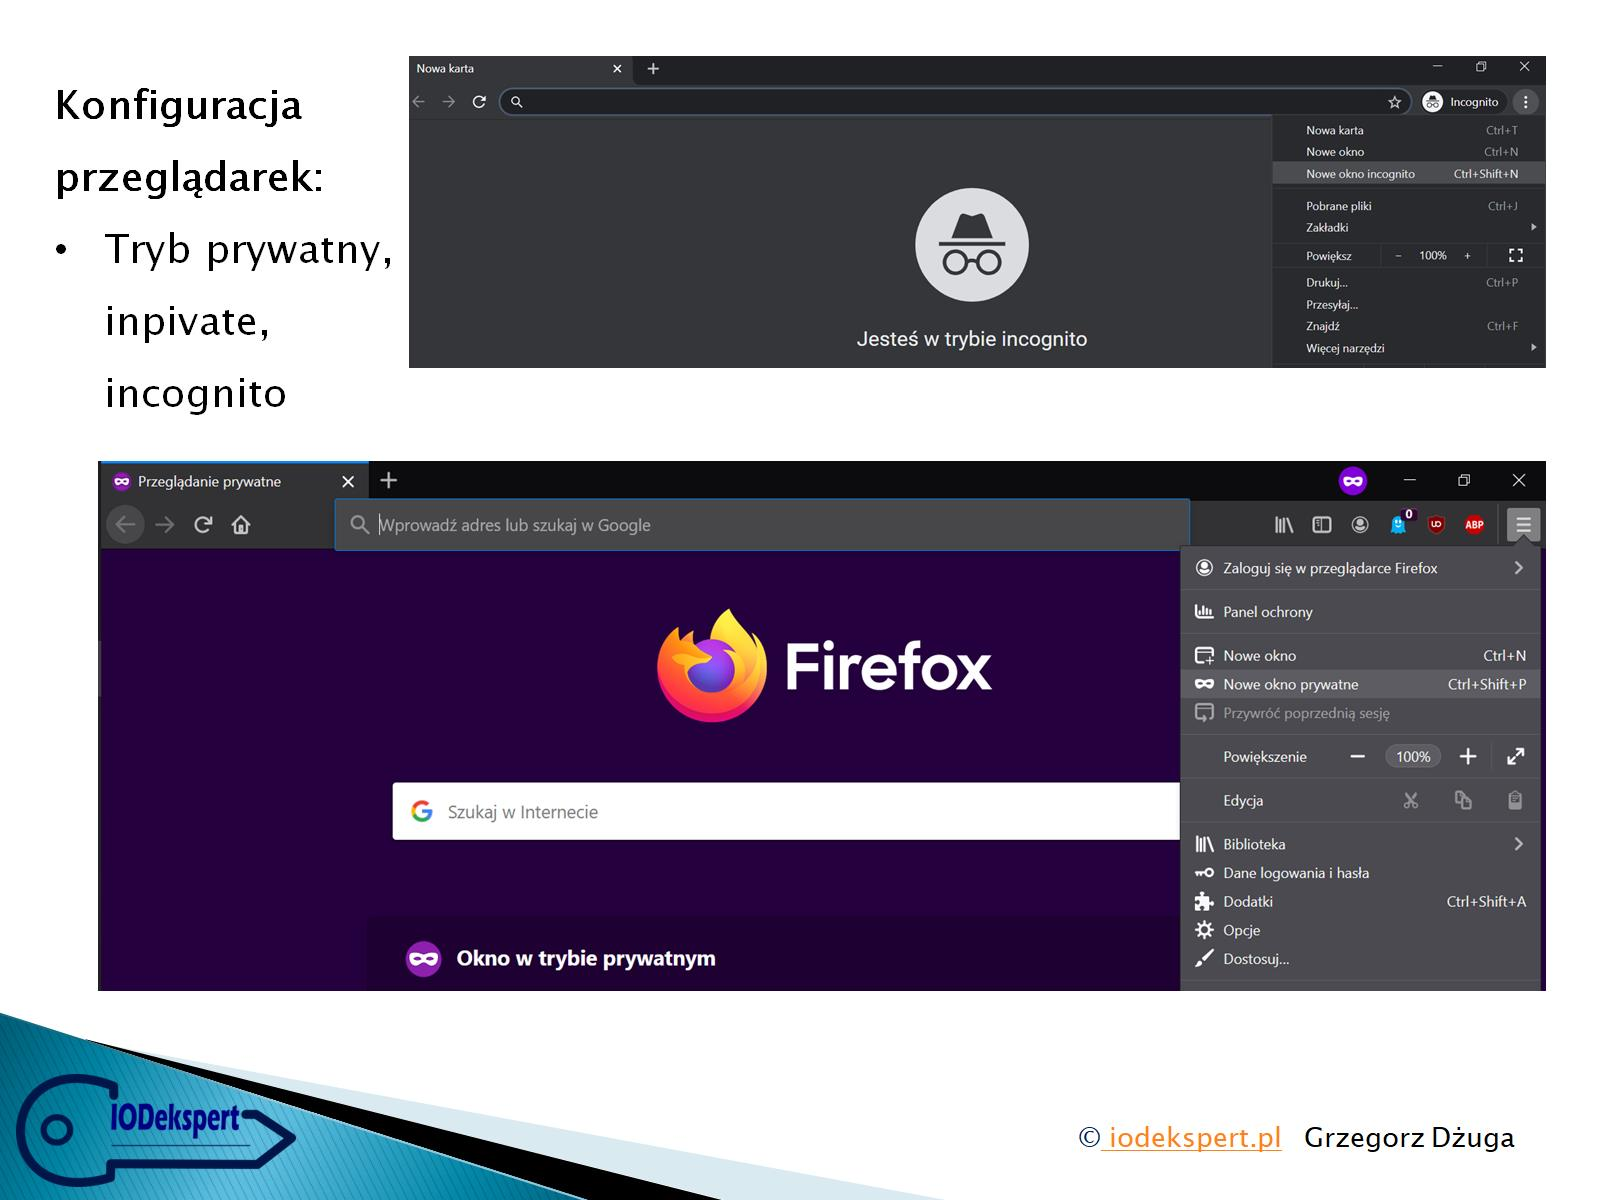 Konfiguracja
przeglądarek:
• Tryb prywatny,
inpivate,
incognito
Nowa karta
Incognito
Nowa karta Ctrl+T
Nowe okno Ctrl+N
Nowe okno incognito Ctrl+Shift+N
Pobrane pliki Ctrl+J
Zakładki
Powiększ − 100% +
Drukuj... Ctrl+P
Przesyłaj...
Znajdź Ctrl+F
Więcej narzędzi
Jesteś w trybie incognito
Przeglądanie prywatne
Wprowadź adres lub szukaj w Google
0
UO
ABP
Zaloguj się w przeglądarce Firefox
Panel ochrony
Nowe okno Ctrl+N
Nowe okno prywatne Ctrl+Shift+P
Przywróć poprzednią sesję
Powiększenie − 100% +
Edycja
Biblioteka
Dane logowania i hasła
Dodatki Ctrl+Shift+A
Opcje
Dostosuj...
Firefox
G Szukaj w Internecie
Okno w trybie prywatnym
IODekspert
© iodekspert.pl Grzegorz Dżuga